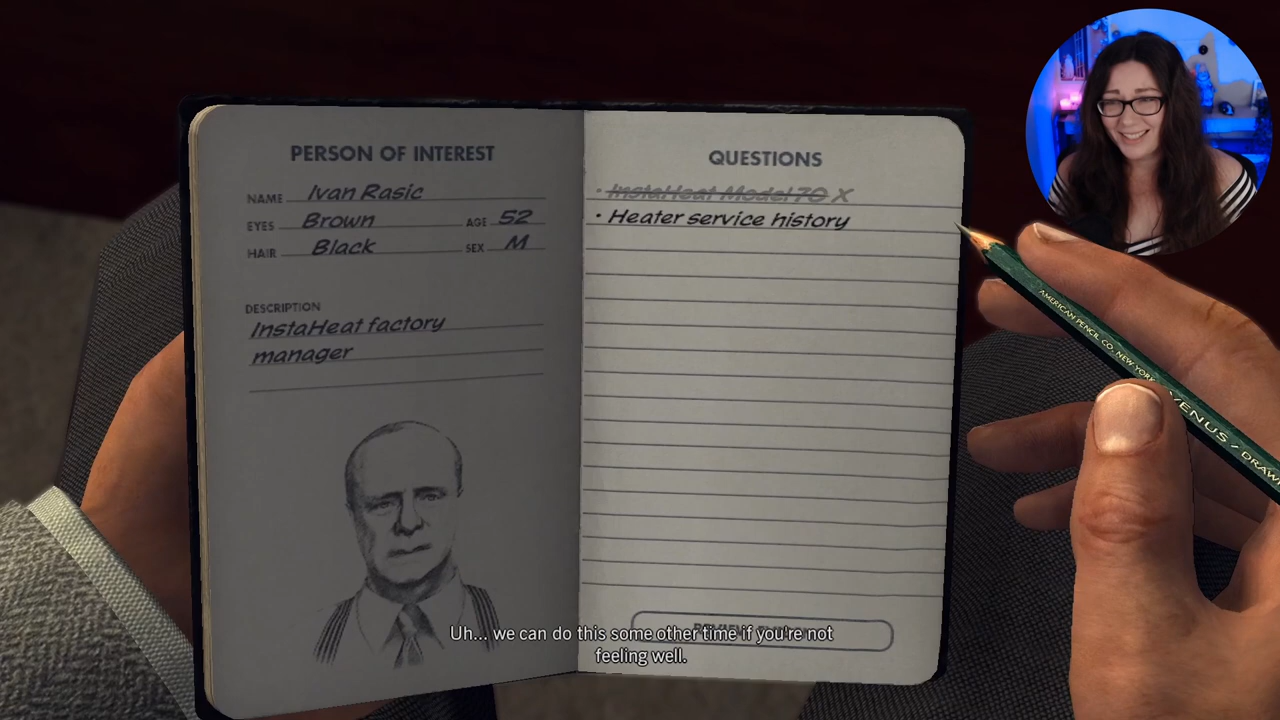 PERSON OF INTEREST
NAME Ivan Rasic
EYES Brown AGE 52
HAIR Black SEX M
DESCRIPTION
InstaHeat factory
manager
QUESTIONS
· InstaHeat Model 70 X
· Heater service history
AMERICAN PENCIL CO. NEW YORK
VENUS / DRAWI
Uh... we can do this some other time if you're not
feeling well.